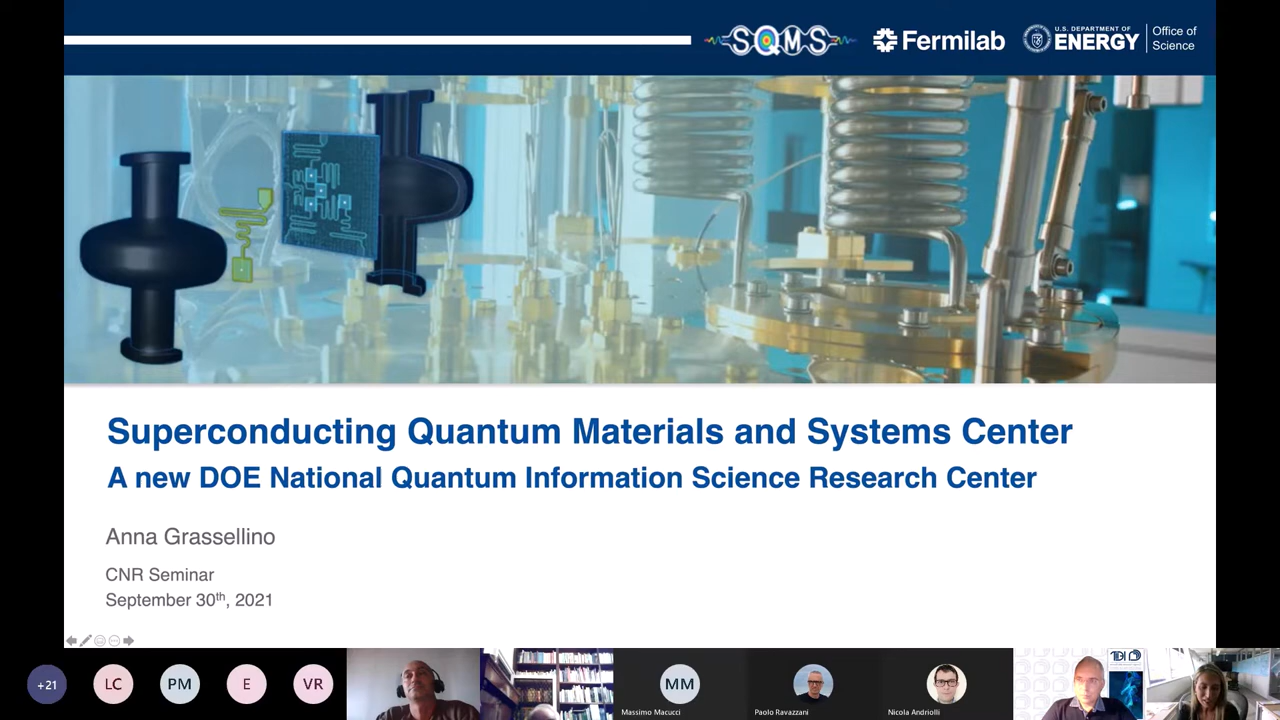 SQMS
Fermilab
U.S. DEPARTMENT OF
ENERGY
Office of
Science
Superconducting Quantum Materials and Systems Center
A new DOE National Quantum Information Science Research Center
Anna Grassellino
CNR Seminar
September 30th, 2021
+21
LC
PM
E
VR
MM
Massimo Macucci
Paolo Ravazzani
Nicola Andriolli